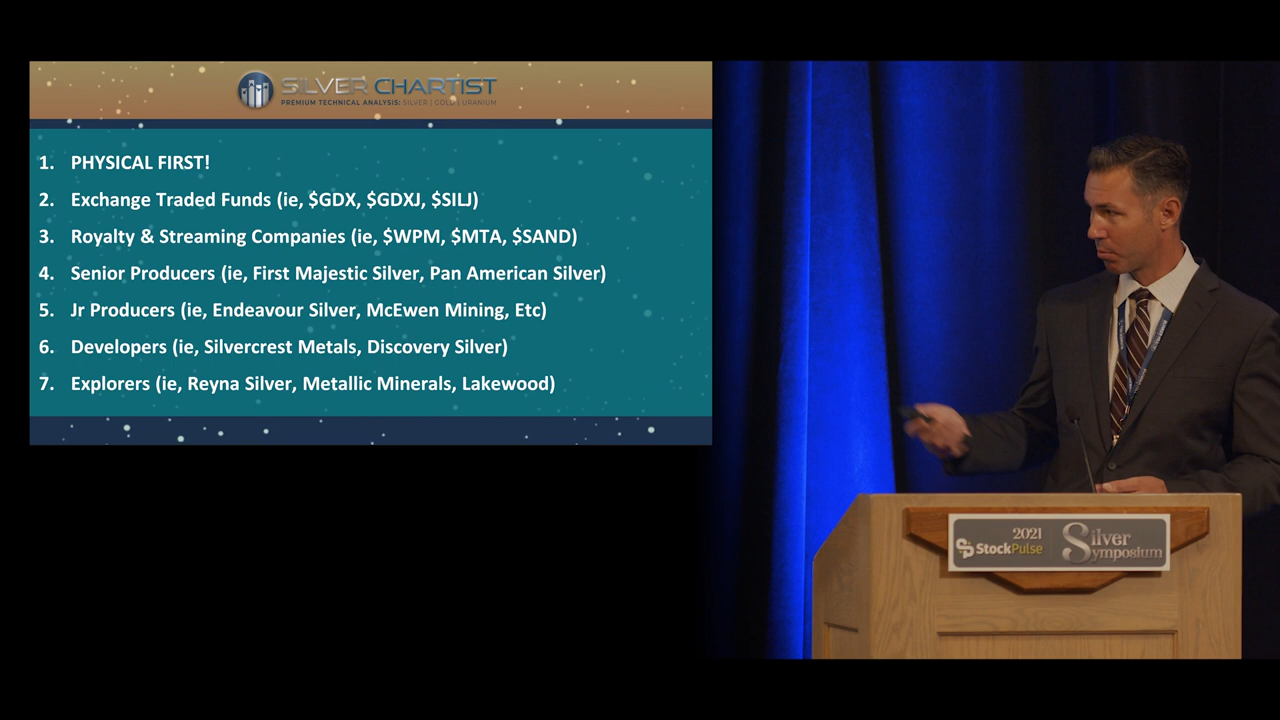 SILVER CHARTIST
PREMIUM TECHNICAL ANALYSIS: SILVER | GOLD | URANIUM
1. PHYSICAL FIRST!
2. Exchange Traded Funds (ie, $GDX, $GDXJ, $SILJ)
3. Royalty & Streaming Companies (ie, $WPM, $MTA, $SAND)
4. Senior Producers (ie, First Majestic Silver, Pan American Silver)
5. Jr Producers (ie, Endeavour Silver, McEwen Mining, Etc)
6. Developers (ie, Silvercrest Metals, Discovery Silver)
7. Explorers (ie, Reyna Silver, Metallic Minerals, Lakewood)
2021
StockPulse
Silver
Symposium